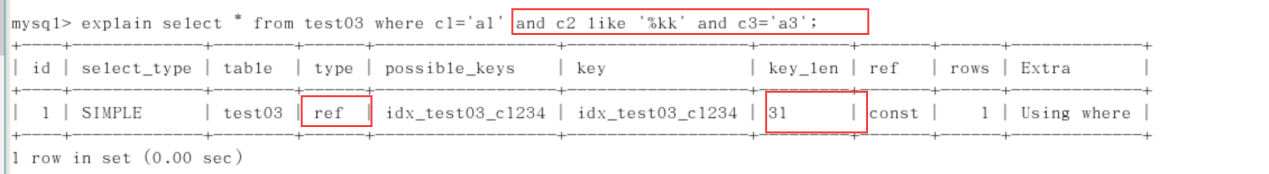 mysql> explain select * from test03 where c1='a1' and c2 like '%kk' and c3='a3';
+----+-------------+--------+------+------------------+------------------+---------+-------+------+-------------+
| id | select_type | table | type | possible_keys | key | key_len | ref | rows | Extra |
+----+-------------+--------+------+------------------+------------------+---------+-------+------+-------------+
| 1 | SIMPLE | test03 | ref | idx_test03_c1234 | idx_test03_c1234 | 31 | const | 1 | Using where |
+----+-------------+--------+------+------------------+------------------+---------+-------+------+-------------+
1 row in set (0.00 sec)